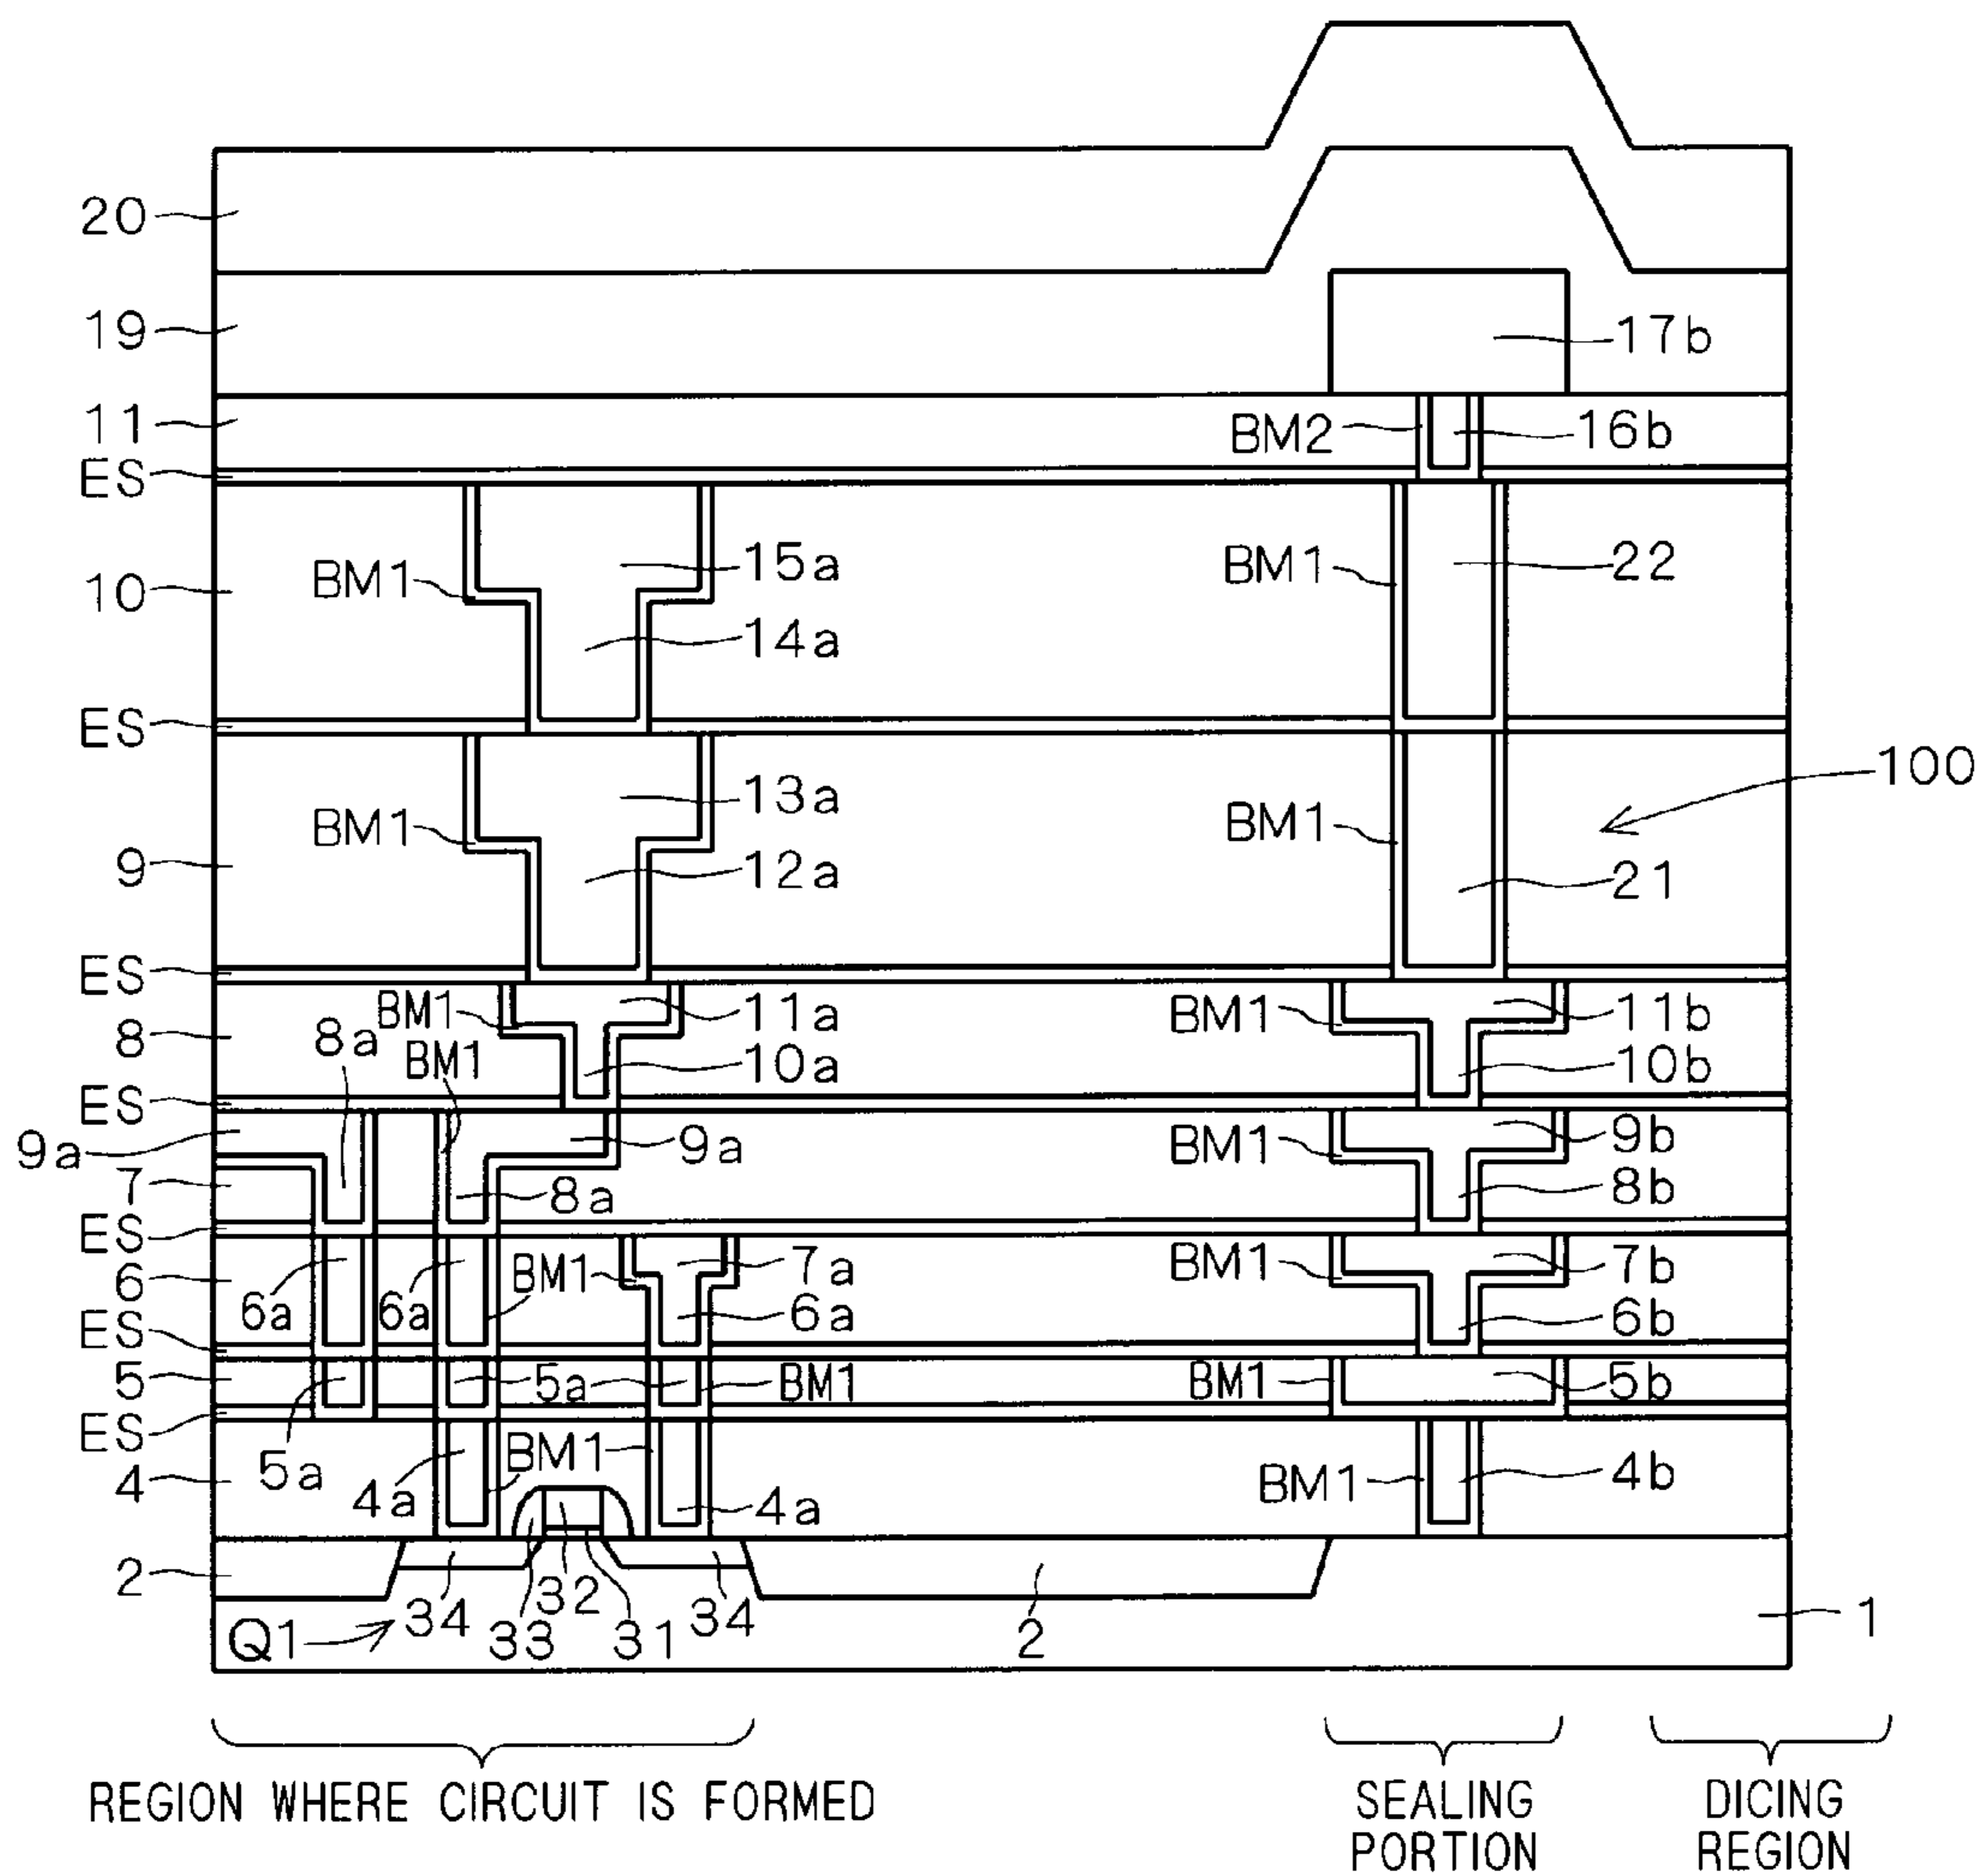 20
19
17b
11
BM2
16b
ES
15a
BM1
BM1
22
10
14a
ES
100
13a
BM1
BM1
9
12a
21
ES
BM1
11a
BM1
11b
8
8a
BM1
10a
10b
ES
9a
9a
BM1
9b
7
8a
8b
ES
6
6a
6a
BM1
7a
BM1
7b
6a
6b
ES
5
5a
BM1
BM1
5b
ES
5a
4
4a
BM1
4a
BM1
4b
2
34
33
32
31
34
2
1
Q1
REGION WHERE CIRCUIT IS FORMED
SEALING
PORTION
DICING
REGION